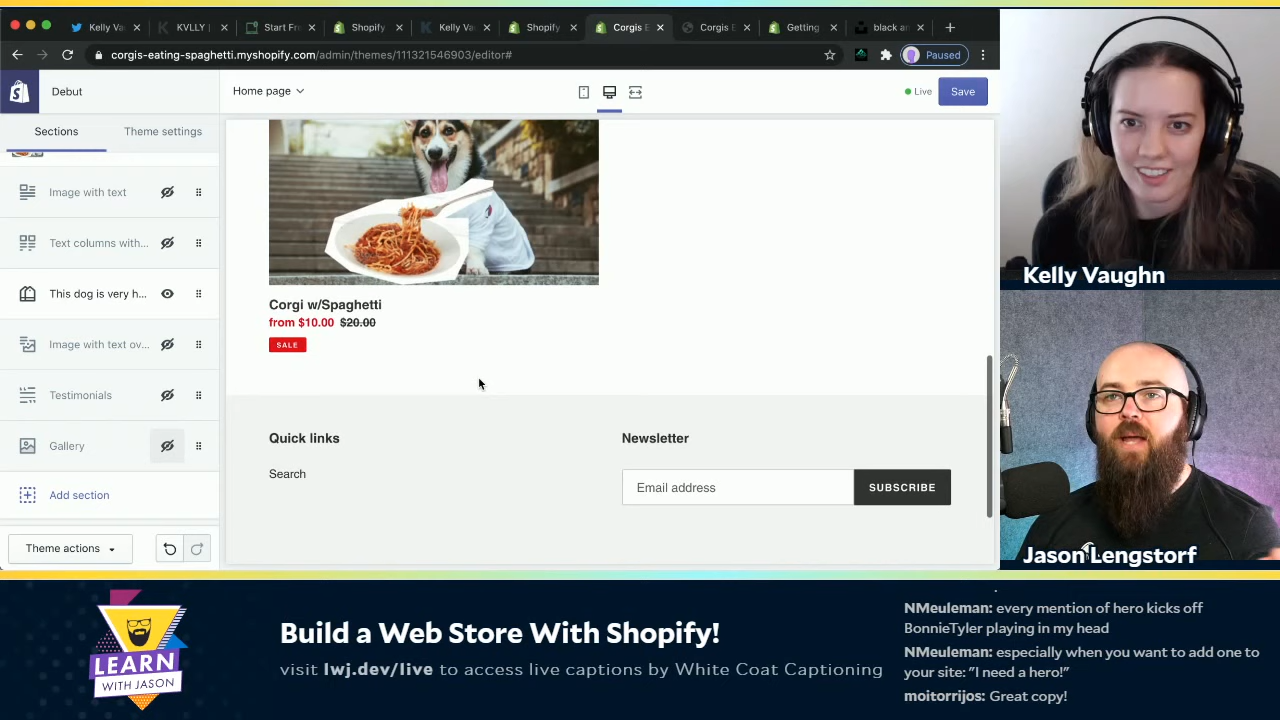 Kelly Va
KVLLY |
Start Fre
Shopify
Kelly Va
Shopify
Corgis E
Corgis E
Getting
black an
corgis-eating-spaghetti.myshopify.com/admin/themes/111321546903/editor#
Paused
Debut
Home page
Live
Save
Sections
Theme settings
Image with text
Text columns with...
This dog is very h...
Image with text ov...
Testimonials
Gallery
Add section
Theme actions
Corgi w/Spaghetti
from $10.00 $20.00
SALE
Quick links
Search
Newsletter
Email address
SUBSCRIBE
Kelly Vaughn
Jason Lengstorf
LEARN
WITH JASON
Build a Web Store With Shopify!
visit lwj.dev/live to access live captions by White Coat Captioning
NMeuleman: every mention of hero kicks off
BonnieTyler playing in my head
NMeuleman: especially when you want to add one to
your site: "I need a hero!"
moitorrijos: Great copy!